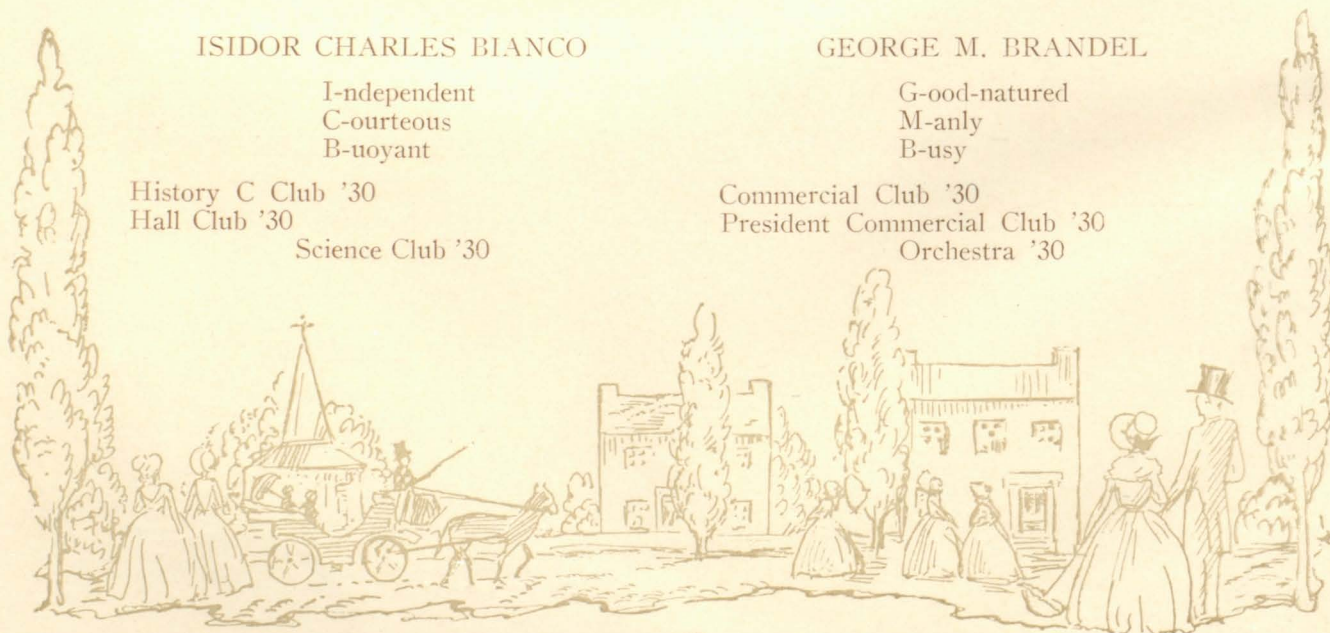 ISIDOR CHARLES BIANCO
I-ndependent
C-ourteous
B-uoyant
History C Club '30
Hall Club '30
Science Club '30
GEORGE M. BRANDEL
G-ood-natured
M-anly
B-usy
Commercial Club '30
President Commercial Club '30
Orchestra '30